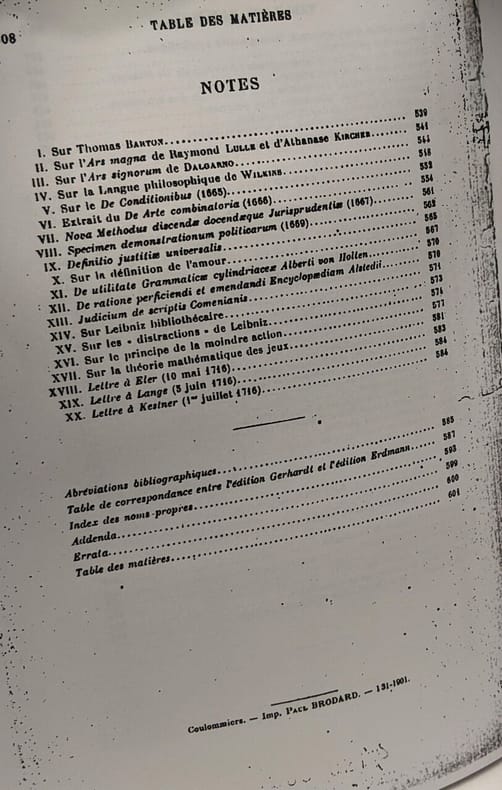 08
TABLE DES MATIÈRES
NOTES
I. Sur Thomas BARTON 539
II. Sur l'Ars magna de Raymond LULLE et d'Athanase KIRCHER 541
III. Sur l'Ars signorum de DALGARNO 544
IV. Sur la Langue philosophique de WILKINS 548
V. Sur le De Conditionibus (1665) 552
VI. Extrait du De Arte combinatoria (1666) 554
VII. Nova Methodus discendæ docendæque Jurisprudentiæ (1667) 561
VIII. Specimen demonstrationum politicarum (1669)
IX. Definitio justitiæ universalis 565
X. Sur la définition de l'amour 567
XI. De utilitate Grammaticæ cylindriaceæ Alberti von Hollen 570
XII. De ratione perficiendi et emendandi Encyclopædiam Alstedii 570
XIII. Judicium de scriptis Comenianis 571
XIV. Sur Leibniz bibliothécaire 573
XV. Sur les « distractions » de Leibniz 574
XVI. Sur le principe de la moindre action 577
XVII. Sur la théorie mathématique des jeux 581
XVIII. Lettre à Eler (10 mai 1716) 583
XIX. Lettre à Lange (5 juin 1716) 584
XX. Lettre à Kestner (1er juillet 1716) 584
Abréviations bibliographiques 585
Table de correspondance entre l'édition Gerhardt et l'édition Erdmann 587
Index des noms propres 593
Addenda 599
Errata 600
Table des matières 601
Coulommiers. — Imp. PAUL BRODARD. — 131-1901.